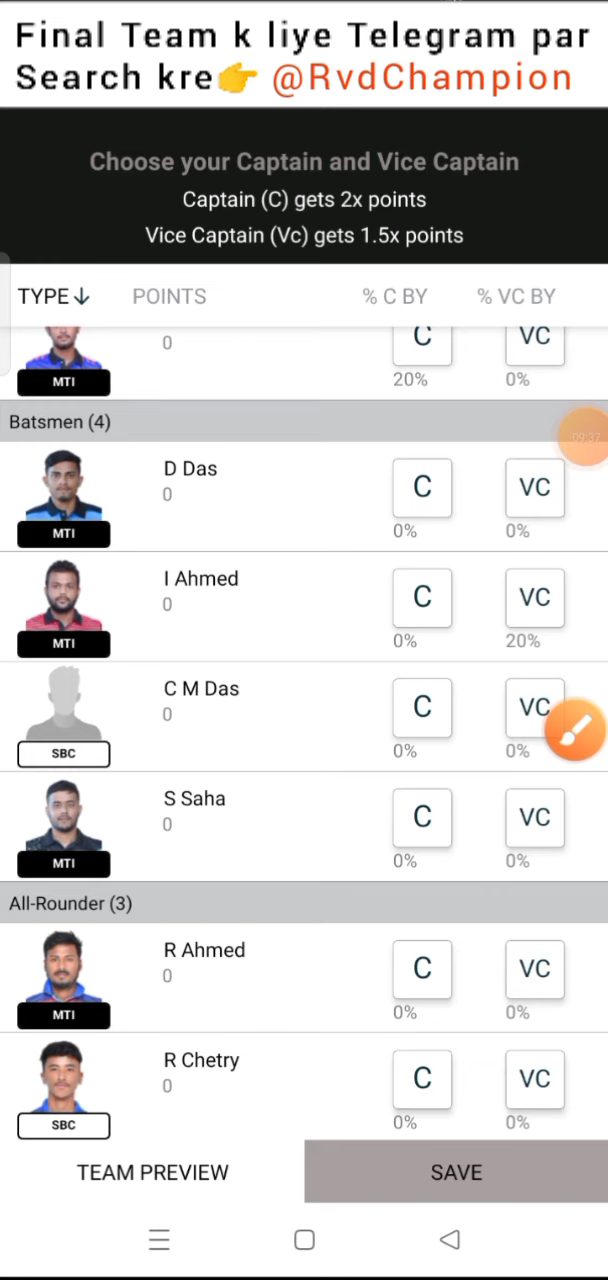 Final Team k liye Telegram par
Search kre👉 @RvdChampion
Choose your Captain and Vice Captain
Captain (C) gets 2x points
Vice Captain (Vc) gets 1.5x points
TYPE↓ POINTS % C BY % VC BY
0 C VC
MTI 20% 0%
Batsmen (4)
09:37
D Das
0 C VC
MTI 0% 0%
I Ahmed
0 C VC
MTI 0% 20%
C M Das
0 C VC
SBC 0% 0%
S Saha
0 C VC
MTI 0% 0%
All-Rounder (3)
R Ahmed
0 C VC
MTI 0% 0%
R Chetry
0 C VC
SBC 0% 0%
TEAM PREVIEW SAVE